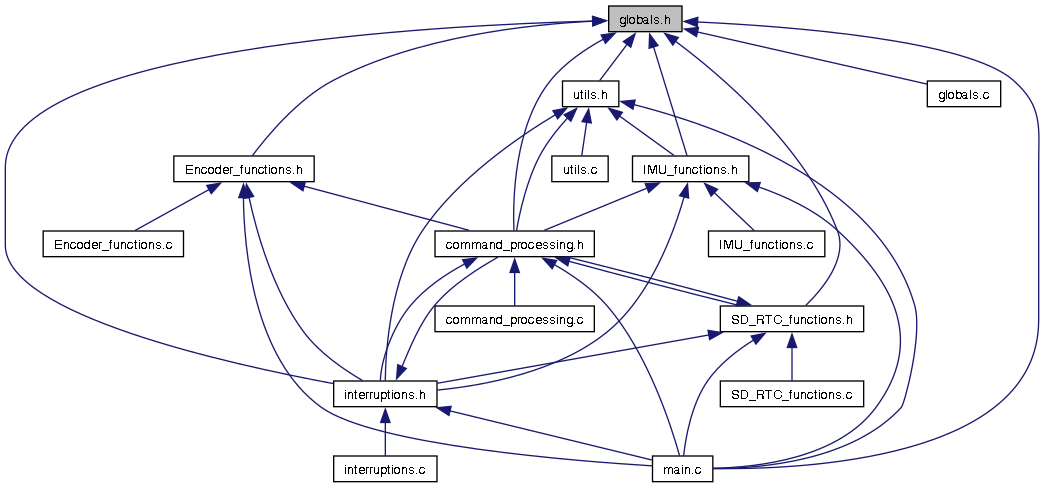 globals.h
utils.h
globals.c
Encoder_functions.h
utils.c
IMU_functions.h
Encoder_functions.c
command_processing.h
IMU_functions.c
command_processing.c
SD_RTC_functions.h
interruptions.h
SD_RTC_functions.c
interruptions.c
main.c